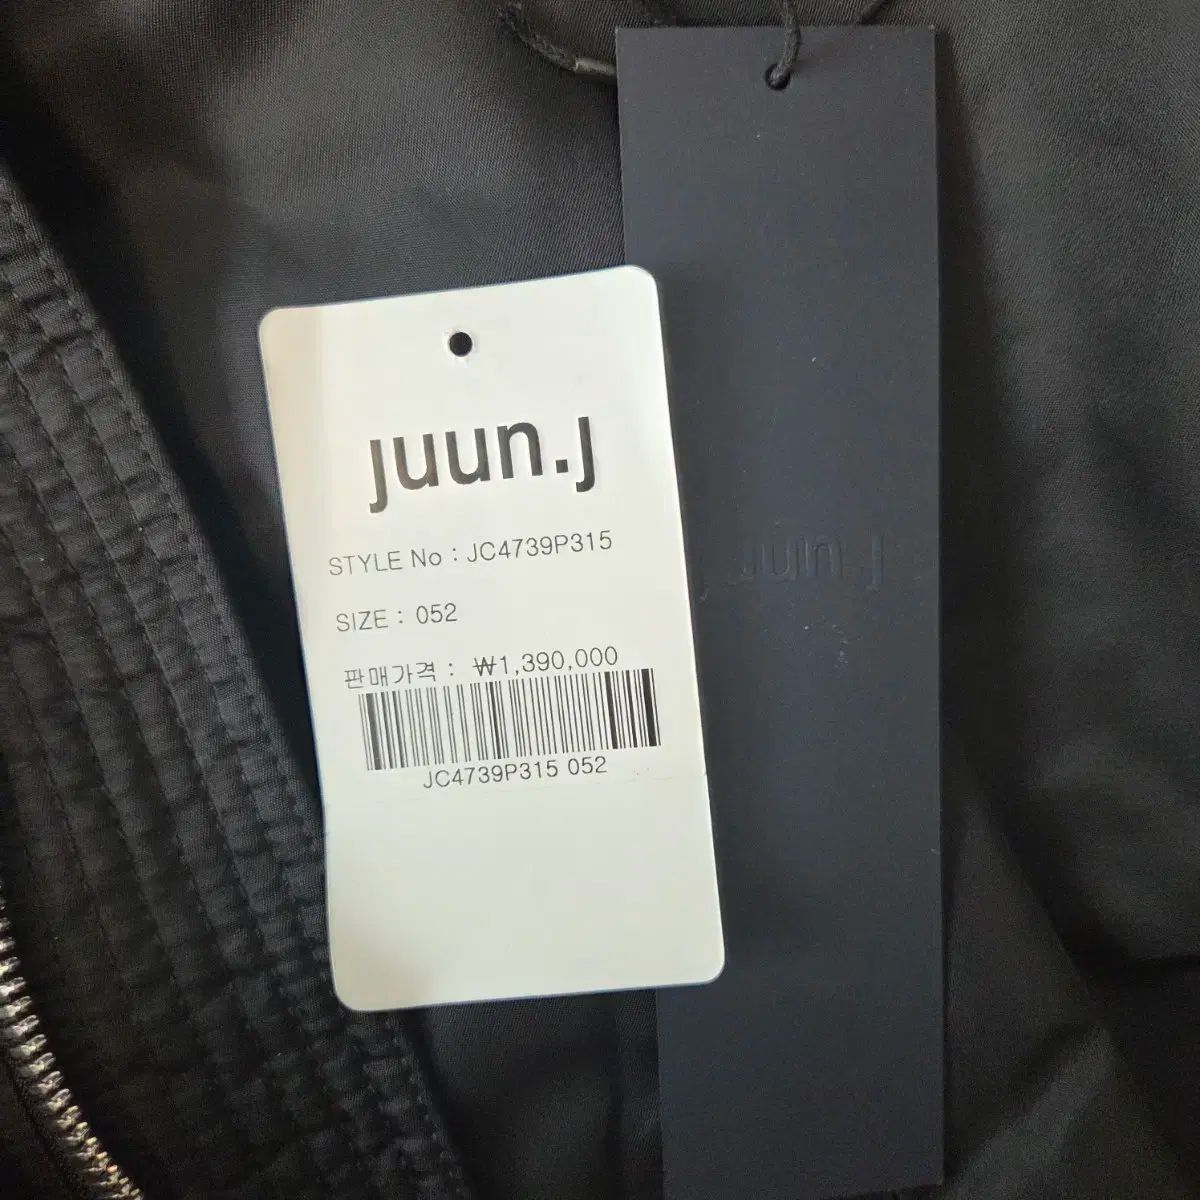 juun.j
STYLE No : JC4739P315
SIZE : 052
판매가격 : ₩1,390,000
JC4739P315 052
juun.j